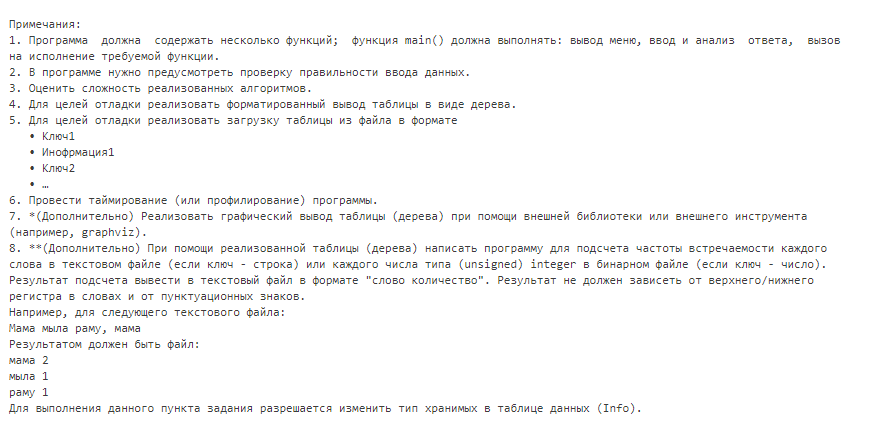 Примечания:
1. Программа должна содержать несколько функций; функция main() должна выполнять: вывод меню, ввод и анализ ответа, вызов
на исполнение требуемой функции.
2. В программе нужно предусмотреть проверку правильности ввода данных.
3. Оценить сложность реализованных алгоритмов.
4. Для целей отладки реализовать форматированный вывод таблицы в виде дерева.
5. Для целей отладки реализовать загрузку таблицы из файла в формате
• Ключ1
• Инофрмация1
• Ключ2
• …
6. Провести таймирование (или профилирование) программы.
7. *(Дополнительно) Реализовать графический вывод таблицы (дерева) при помощи внешней библиотеки или внешнего инструмента
(например, graphviz).
8. **(Дополнительно) При помощи реализованной таблицы (дерева) написать программу для подсчета частоты встречаемости каждого
слова в текстовом файле (если ключ - строка) или каждого числа типа (unsigned) integer в бинарном файле (если ключ - число).
Результат подсчета вывести в текстовый файл в формате "слово количество". Результат не должен зависеть от верхнего/нижнего
регистра в словах и от пунктуационных знаков.
Например, для следующего текстового файла:
Мама мыла раму, мама
Результатом должен быть файл:
мама 2
мыла 1
раму 1
Для выполнения данного пункта задания разрешается изменить тип хранимых в таблице данных (Info).